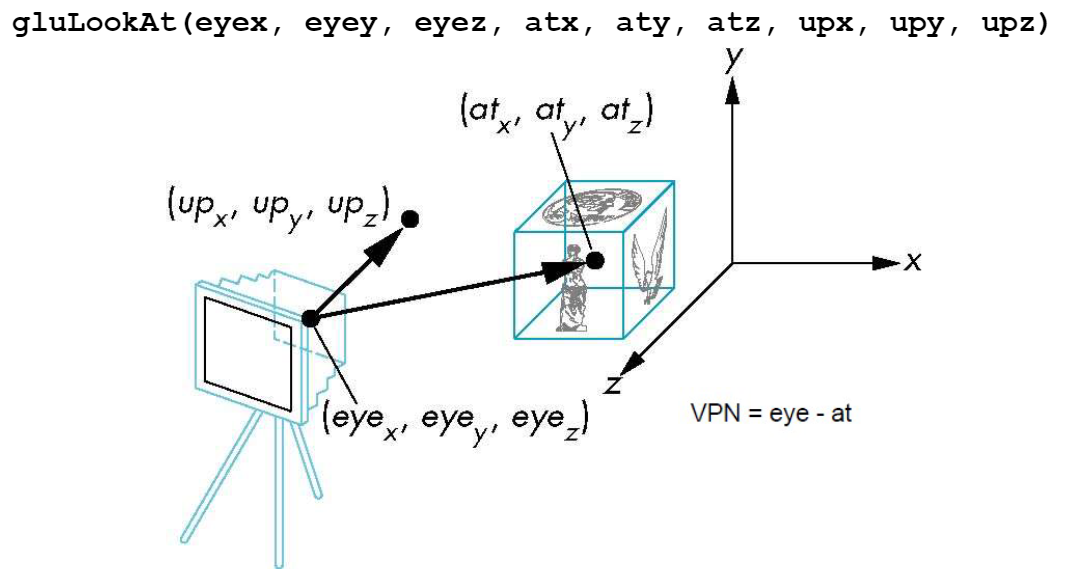 gluLookAt(eyex, eyey, eyez, atx, aty, atz, upx, upy, upz)
y
(at_x, at_y, at_z)
(up_x, up_y, up_z)
x
z
(eye_x, eye_y, eye_z)
VPN = eye - at